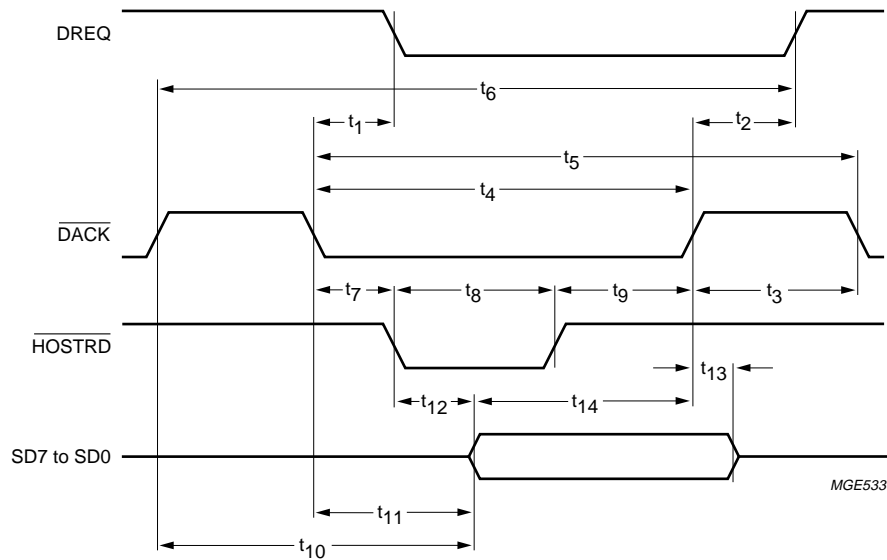 DREQ
t6
t1
t2
t5
t4
DACK
t7
t8
t9
t3
HOSTRD
t13
t12
t14
SD7 to SD0
MGE533
t11
t10